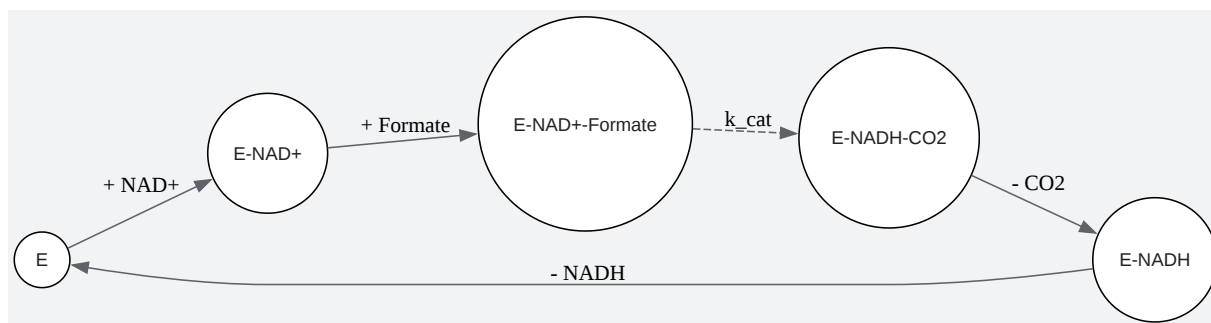 E
+ NAD+
E-NAD+
+ Formate
E-NAD+-Formate
k_cat
E-NADH-CO2
- CO2
E-NADH
- NADH